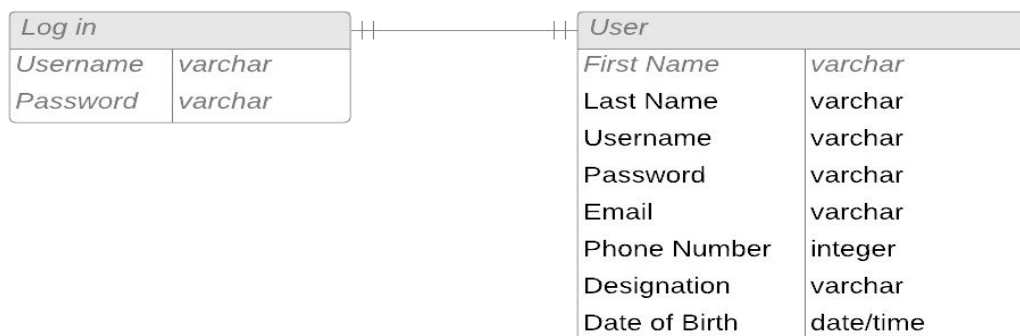 Log in
Username varchar
Password varchar
User
First Name varchar
Last Name varchar
Username varchar
Password varchar
Email varchar
Phone Number integer
Designation varchar
Date of Birth date/time